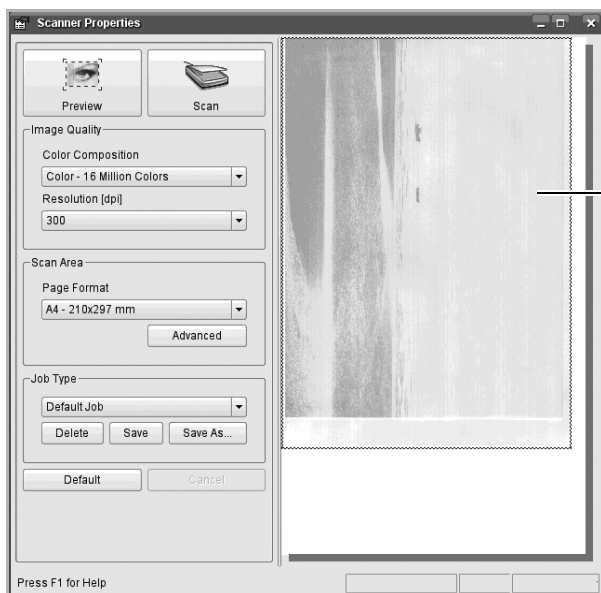 Scanner Properties
Preview
Scan
Image Quality
Color Composition
Color - 16 Million Colors
Resolution [dpi]
300
Scan Area
Page Format
A4 - 210x297 mm
Advanced
Job Type
Default Job
Delete
Save
Save As...
Default
Cancel
Press F1 for Help